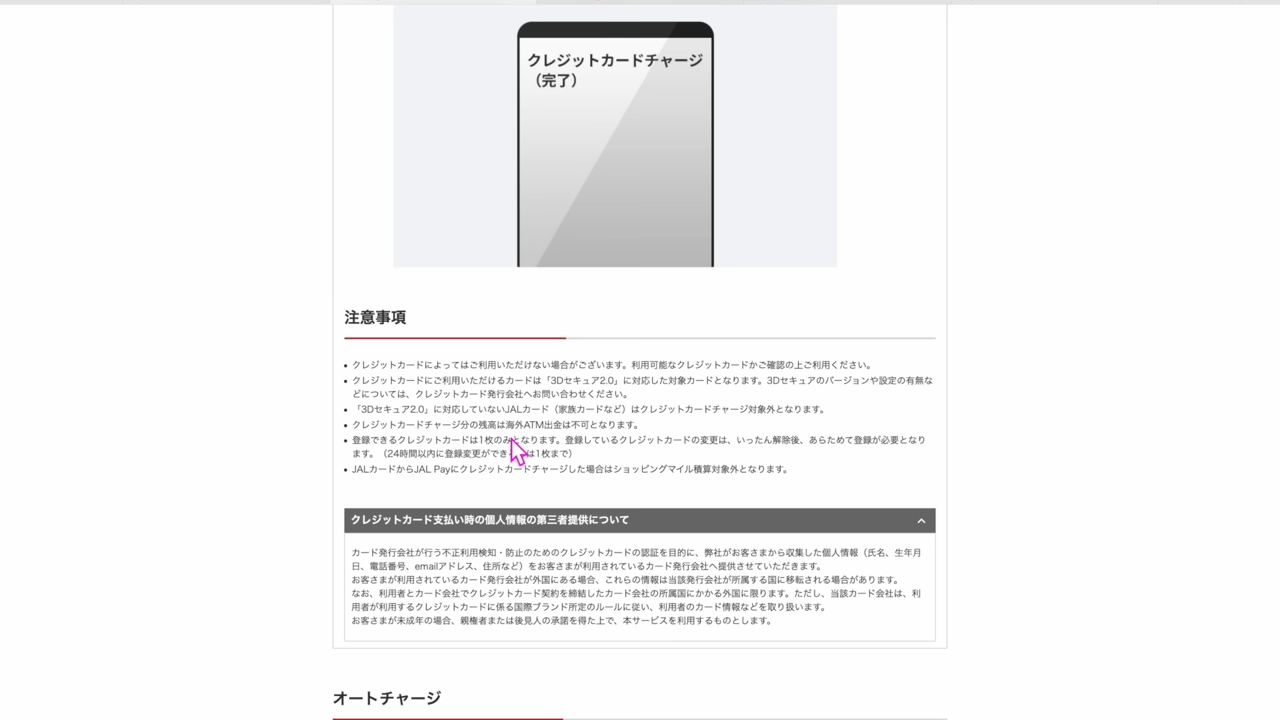 クレジットカードチャージ
（完了）
注意事項
• クレジットカードによってはご利用いただけない場合がございます。利用可能なクレジットカードかご確認の上ご利用ください。
• クレジットカードにご利用いただけるカードは「3Dセキュア2.0」に対応した対象カードとなります。3Dセキュアのバージョンや設定の有無な
どについては、クレジットカード発行会社へお問い合わせください。
• 「3Dセキュア2.0」に対応していないJALカード（家族カードなど）はクレジットカードチャージ対象外となります。
• クレジットカードチャージ分の残高は海外ATM出金は不可となります。
• 登録できるクレジットカードは1枚のみとなります。登録しているクレジットカードの変更は、いったん解除後、あらためて登録が必要となり
ます。（24時間以内に登録変更ができ は1枚まで）
• JALカードからJAL Payにクレジットカードチャージした場合はショッピングマイル積算対象外となります。
クレジットカード支払い時の個人情報の第三者提供について
カード発行会社が行う不正利用検知・防止のためのクレジットカードの認証を目的に、弊社がお客さまから収集した個人情報（氏名、生年月
日、電話番号、emailアドレス、住所など）をお客さまが利用されているカード発行会社へ提供させていただきます。
お客さまが利用されているカード発行会社が外国にある場合、これらの情報は当該発行会社が所属する国に移転される場合があります。
なお、利用者とカード会社でクレジットカード契約を締結したカード会社の所属国にかかる外国に限ります。ただし、当該カード会社は、利
用者が利用するクレジットカードに係る国際ブランド所定のルールに従い、利用者のカード情報などを取り扱います。
お客さまが未成年の場合、親権者または後見人の承諾を得た上で、本サービスを利用するものとします。
オートチャージ